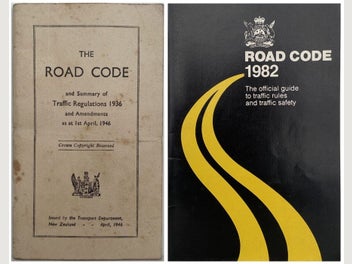 THE
ROAD CODE
and Summary of
Traffic Regulations 1936
and Amendments
as at 1st April, 1946
Crown Copyright Reserved
Issued by the Transport Department,
New Zealand - - April, 1946
ROAD CODE
1982
The official guide
to traffic rules
and traffic safety